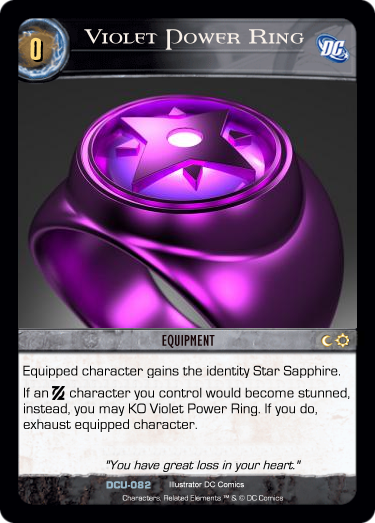 0
VIOLET POWER RING
DC
EQUIPMENT
Equipped character gains the identity Star Sapphire.
If an character you control would become stunned,
instead, you may KO Violet Power Ring. If you do,
exhaust equipped character.
"You have great loss in your heart."
DCU-082 Illustrator DC Comics
Characters, Related Elements ™ & © DC Comics